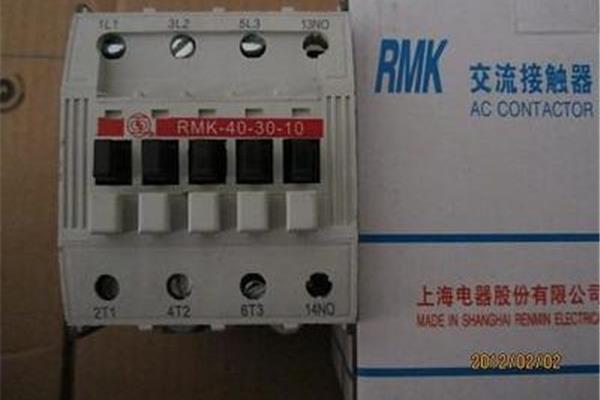 1L1 3L2 5L3 13NO
RMK-40-30-10
2T1 4T2 6T3 14NO
RMK 交流接触器
AC CONTACTOR
上海电器股份有限公司
MADE IN SHANGHAI RENMIN ELECTRICA
2012/02/02